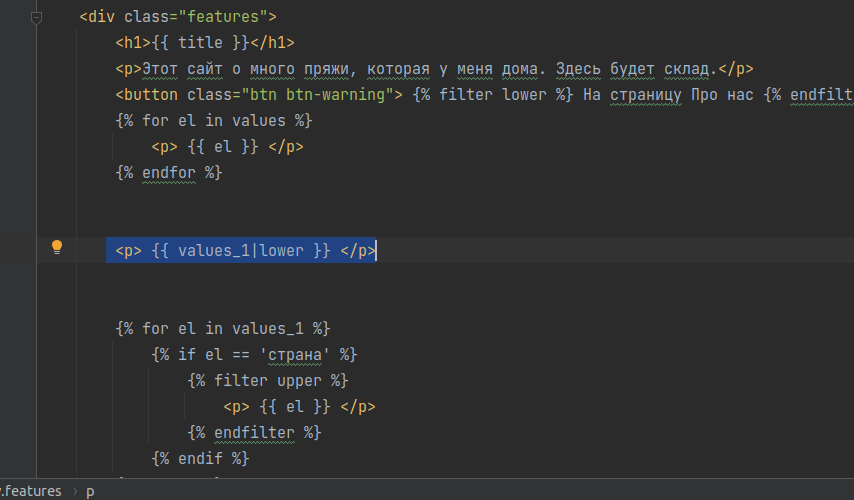 <div class="features">
<h1>{{ title }}</h1>
<p>Этот сайт о много пряжи, которая у меня дома. Здесь будет склад.</p>
<button class="btn btn-warning"> {% filter lower %} На страницу Про нас {% endfilt
{% for el in values %}
<p> {{ el }} </p>
{% endfor %}
<p> {{ values_1|lower }} </p>
{% for el in values_1 %}
{% if el == 'страна' %}
{% filter upper %}
<p> {{ el }} </p>
{% endfilter %}
{% endif %}
.features › p